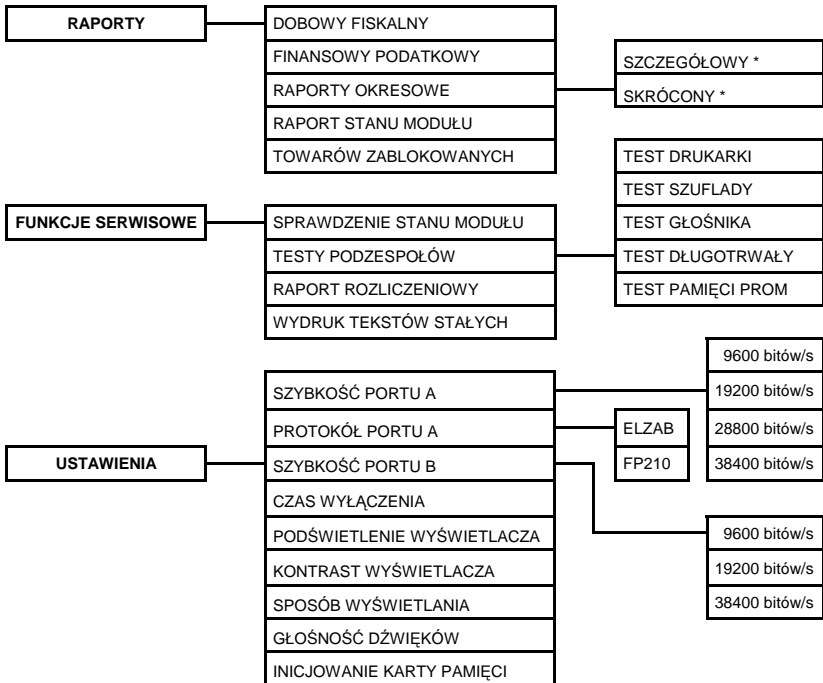 RAPORTY
DOBOWY FISKALNY
FINANSOWY PODATKOWY
RAPORTY OKRESOWE
RAPORT STANU MODUŁU
TOWARÓW ZABLOKOWANYCH
SZCZEGÓŁOWY *
SKRÓCONY *
FUNKCJE SERWISOWE
SPRAWDZENIE STANU MODUŁU
TESTY PODZESPOŁÓW
RAPORT ROZLICZENIOWY
WYDRUK TEKSTÓW STAŁYCH
TEST DRUKARKI
TEST SZUFLADY
TEST GŁOŚNIKA
TEST DŁUGOTRWAŁY
TEST PAMIĘCI PROM
USTAWIENIA
SZYBKOŚĆ PORTU A
PROTOKÓŁ PORTU A
SZYBKOŚĆ PORTU B
CZAS WYŁĄCZENIA
PODŚWIETLENIE WYŚWIETLACZA
KONTRAST WYŚWIETLACZA
SPOSÓB WYŚWIETLANIA
GŁOŚNOŚĆ DŹWIĘKÓW
INICJOWANIE KARTY PAMIĘCI
ELZAB
FP210
9600 bitów/s
19200 bitów/s
28800 bitów/s
38400 bitów/s
9600 bitów/s
19200 bitów/s
38400 bitów/s